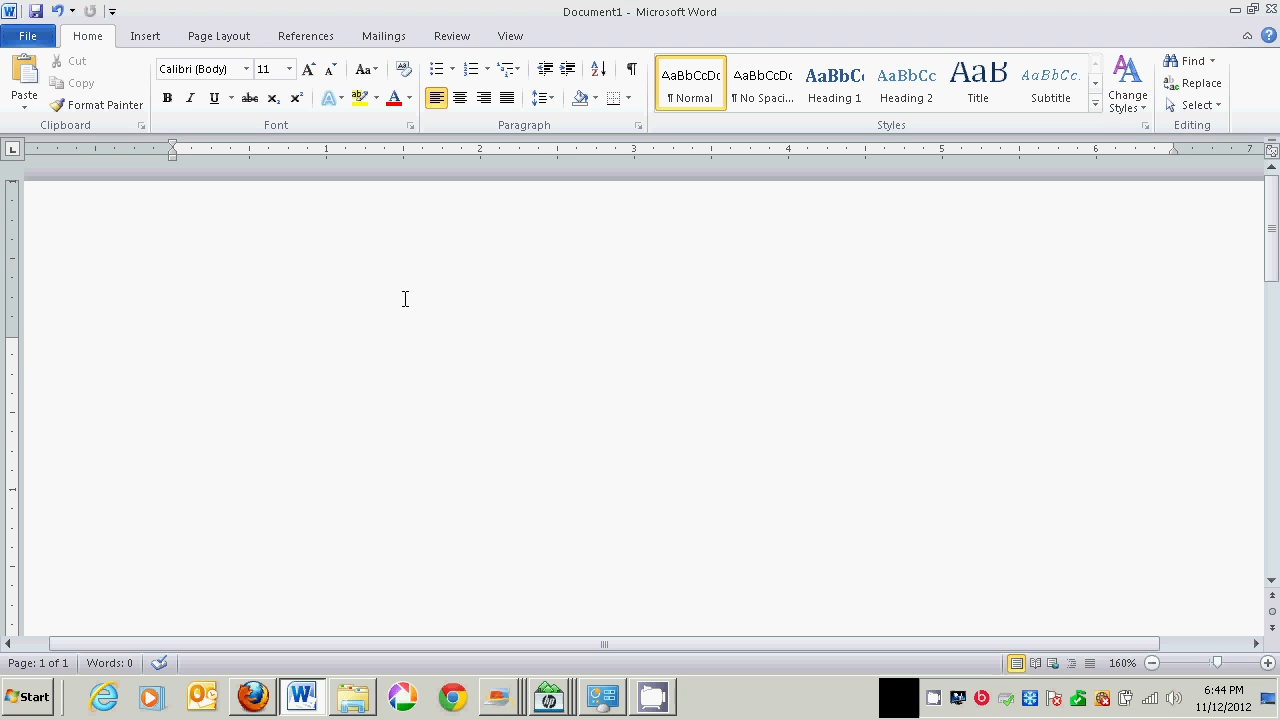 Document1 - Microsoft Word
File Home Insert Page Layout References Mailings Review View
Paste
Cut
Copy
Format Painter
Clipboard
Calibri (Body) 11
Font
Paragraph
AaBbCcDc AaBbCcDc AaBbC AaBbCc AaB AaBbCc.
¶ Normal ¶ No Spaci... Heading 1 Heading 2 Title Subtitle
Styles
Change
Styles
Find
Replace
Select
Editing
1 2 3 4 5 6 7
1
Page: 1 of 1 Words: 0 160%
Start
6:44 PM
11/12/2012